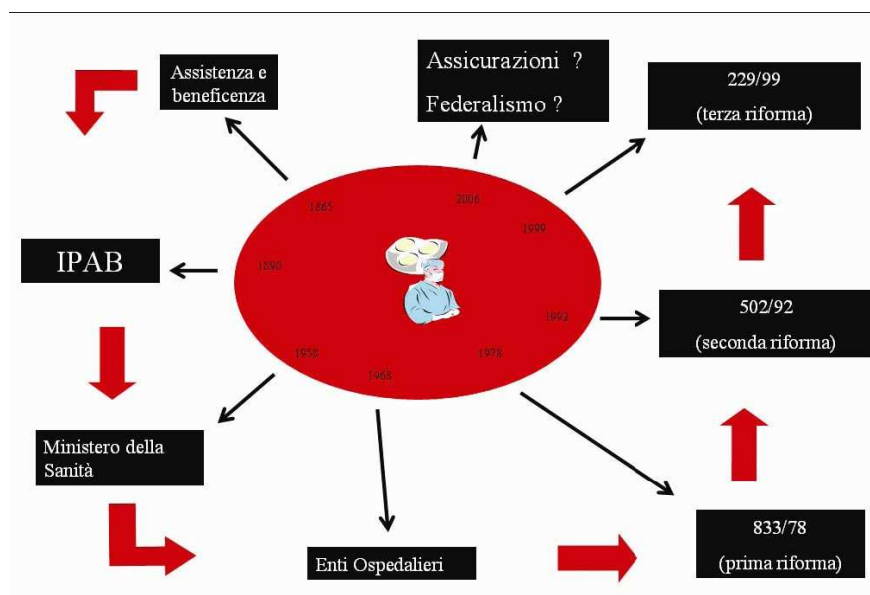 Assistenza e
beneficenza
Assicurazioni ?
Federalismo ?
229/99
(terza riforma)
1865
2006
1999
IPAB
1890
1992
502/92
(seconda riforma)
1958
1968
1978
Ministero della
Sanità
Enti Ospedalieri
833/78
(prima riforma)